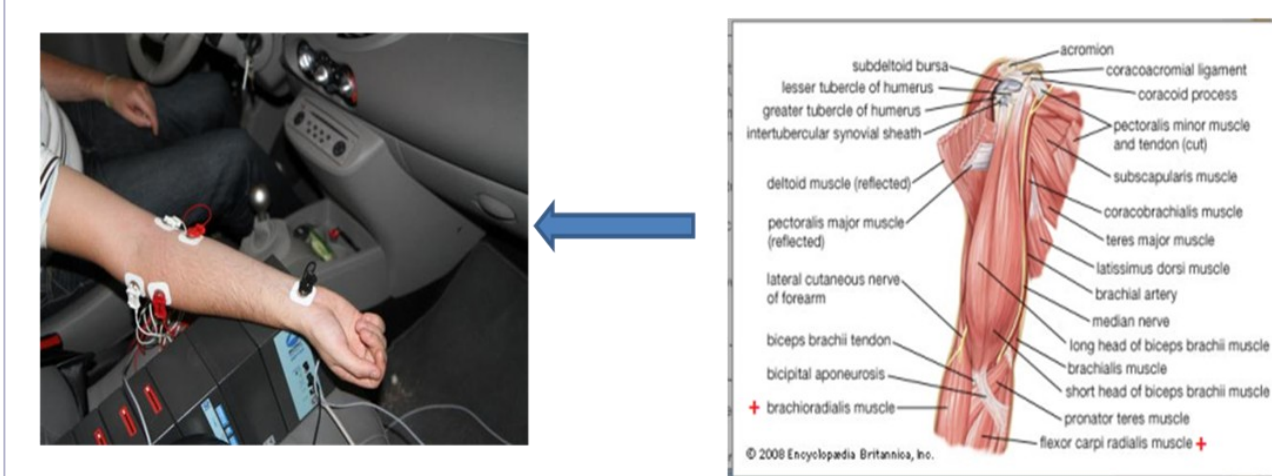 acromion
subdeltoid bursa
coracoacromial ligament
lesser tubercle of humerus
coracoid process
greater tubercle of humerus
intertubercular synovial sheath
pectoralis minor muscle
and tendon (cut)
deltoid muscle (reflected)
subscapularis muscle
coracobrachialis muscle
pectoralis major muscle
(reflected)
teres major muscle
latissimus dorsi muscle
lateral cutaneous nerve
of forearm
brachial artery
median nerve
biceps brachii tendon
long head of biceps brachii muscle
brachialis muscle
bicipital aponeurosis
short head of biceps brachii muscle
+ brachioradialis muscle
pronator teres muscle
flexor carpi radialis muscle +
© 2008 Encyclopædia Britannica, Inc.